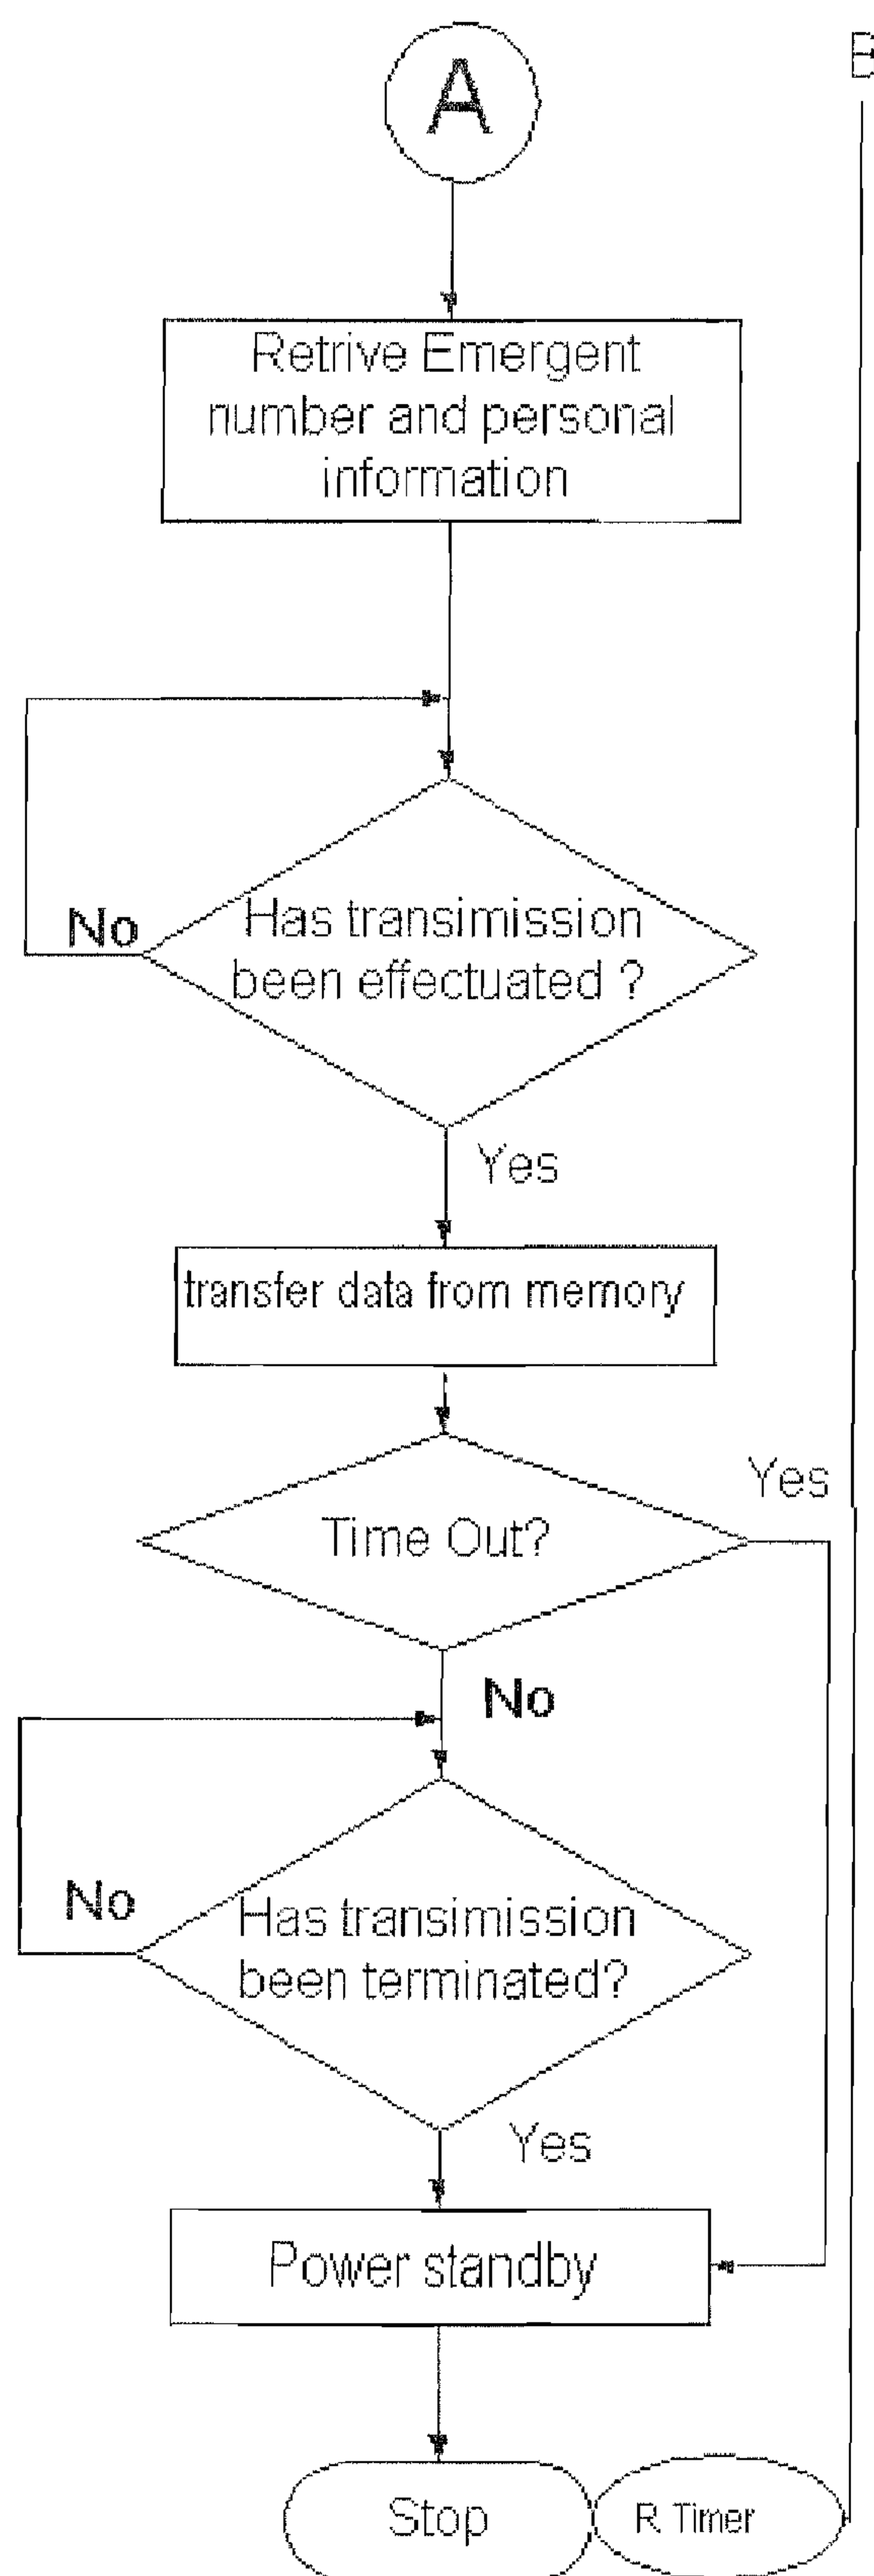 A
Retrive Emergent
number and personal
information
No
Has transimission
been effectuated ?
Yes
transfer data from memory
Yes
Time Out?
No
No
Has transimission
been terminated?
Yes
Power standby
Stop
R Timer